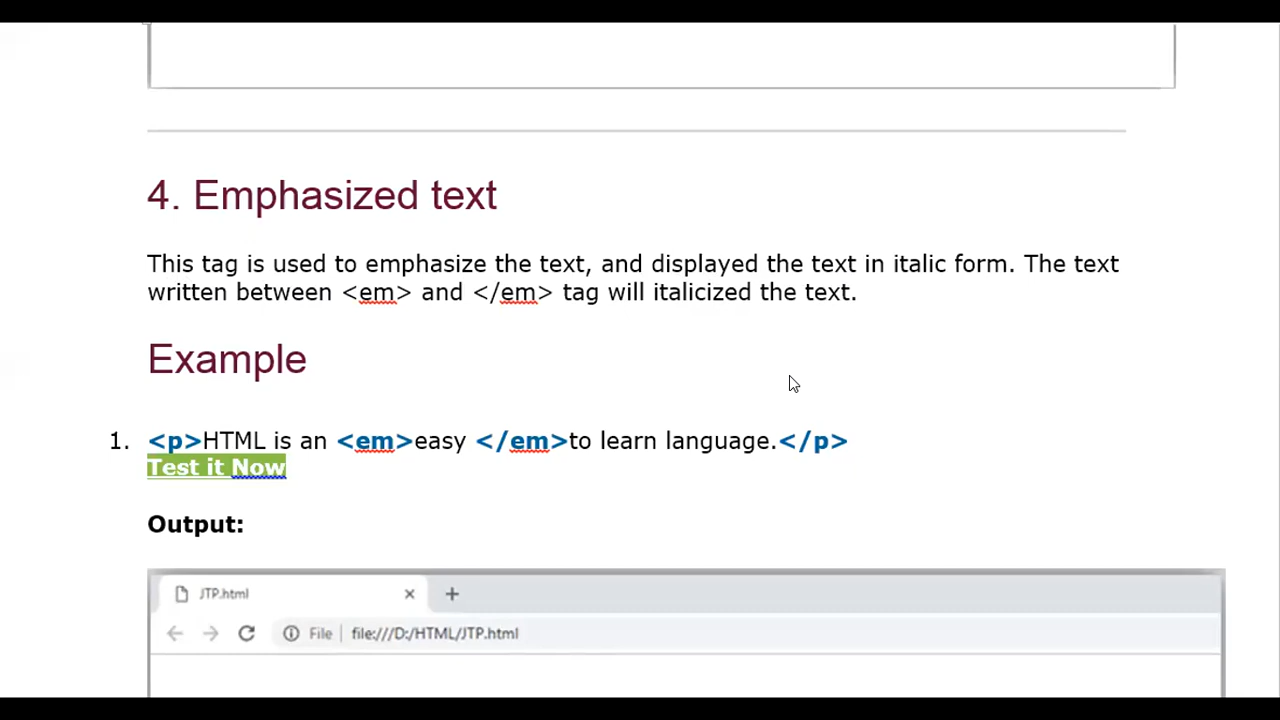 4. Emphasized text
This tag is used to emphasize the text, and displayed the text in italic form. The text
written between <em> and </em> tag will italicized the text.
Example
1. <p>HTML is an <em>easy </em>to learn language.</p>
Test it Now
Output:
JTP.html
File file:///D:/HTML/JTP.html